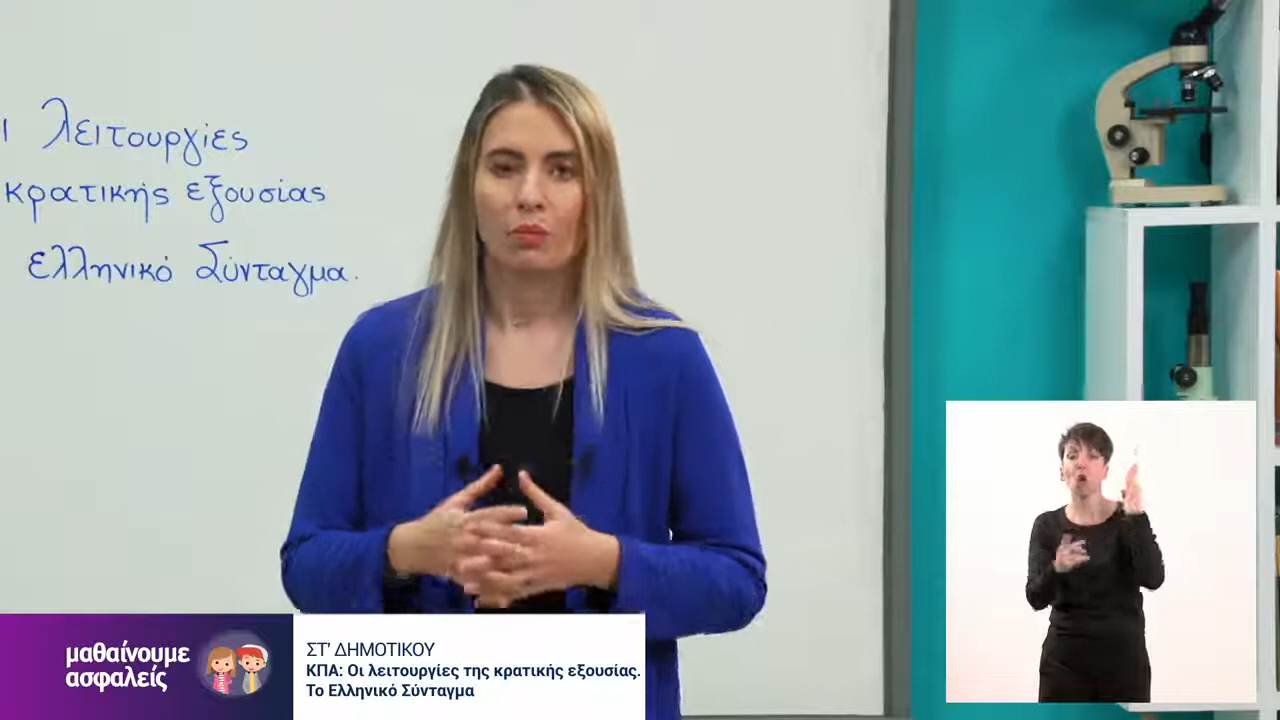 ι λειτουργίες
κρατικής εξουσίας
ελληνικό Σύνταγμα.
μαθαίνουμε
ασφαλείς
ΣΤ' ΔΗΜΟΤΙΚΟΥ
ΚΠΑ: Οι λειτουργίες της κρατικής εξουσίας.
Το Ελληνικό Σύνταγμα